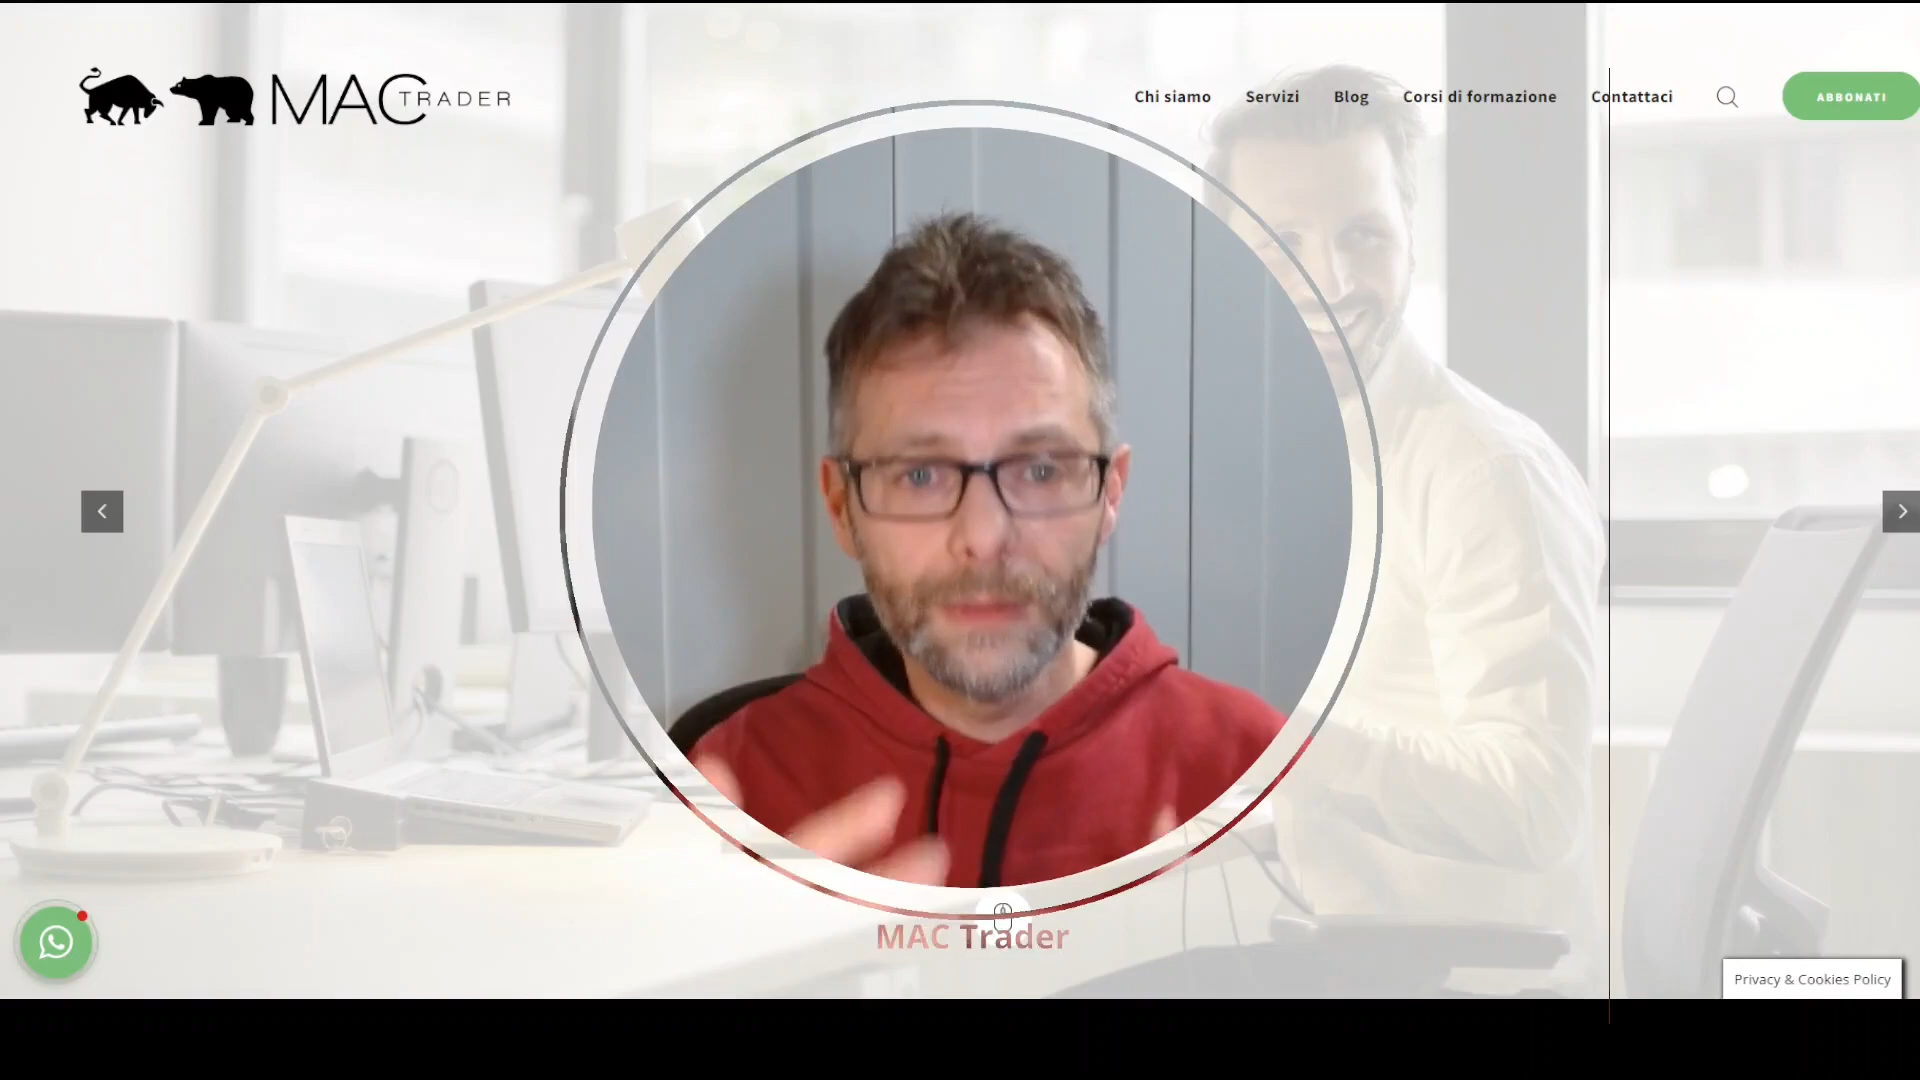 MAC TRADER
Chi siamo Servizi Blog Corsi di formazione Contattaci ABBONATI
MAC Trader
Privacy & Cookies Policy